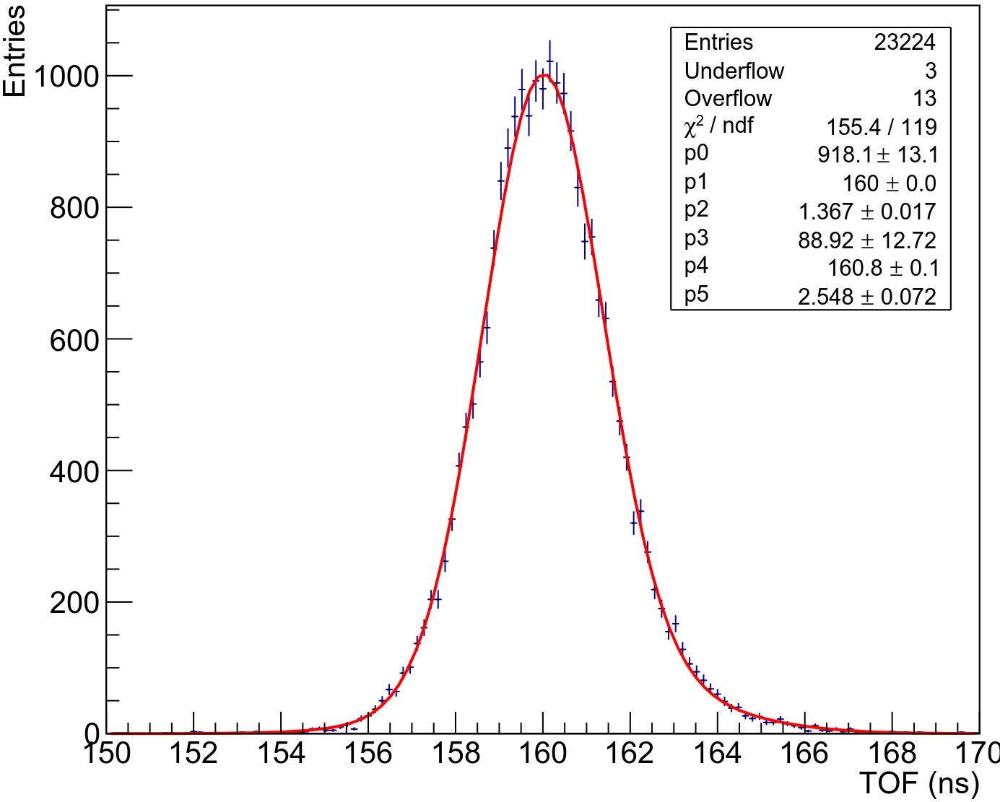 Entries
1000
800
600
400
200
0
Entries 23224
Underflow 3
Overflow 13
χ² / ndf 155.4 / 119
p0 918.1 ± 13.1
p1 160 ± 0.0
p2 1.367 ± 0.017
p3 88.92 ± 12.72
p4 160.8 ± 0.1
p5 2.548 ± 0.072
150 152 154 156 158 160 162 164 166 168 170
TOF (ns)